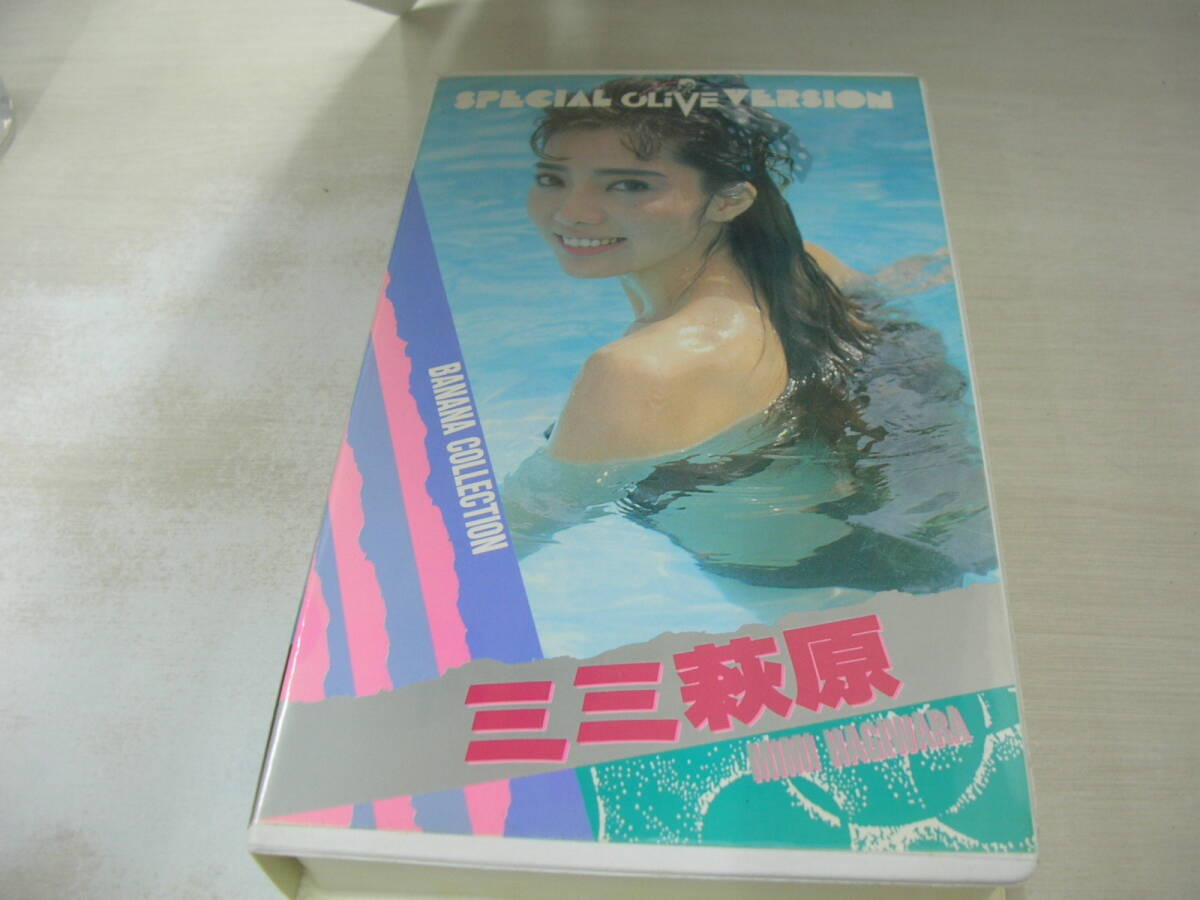 SPECIAL OLiVE VERSION
BANANA COLLECTION
ミミ萩原
MIMI HAGIWARA